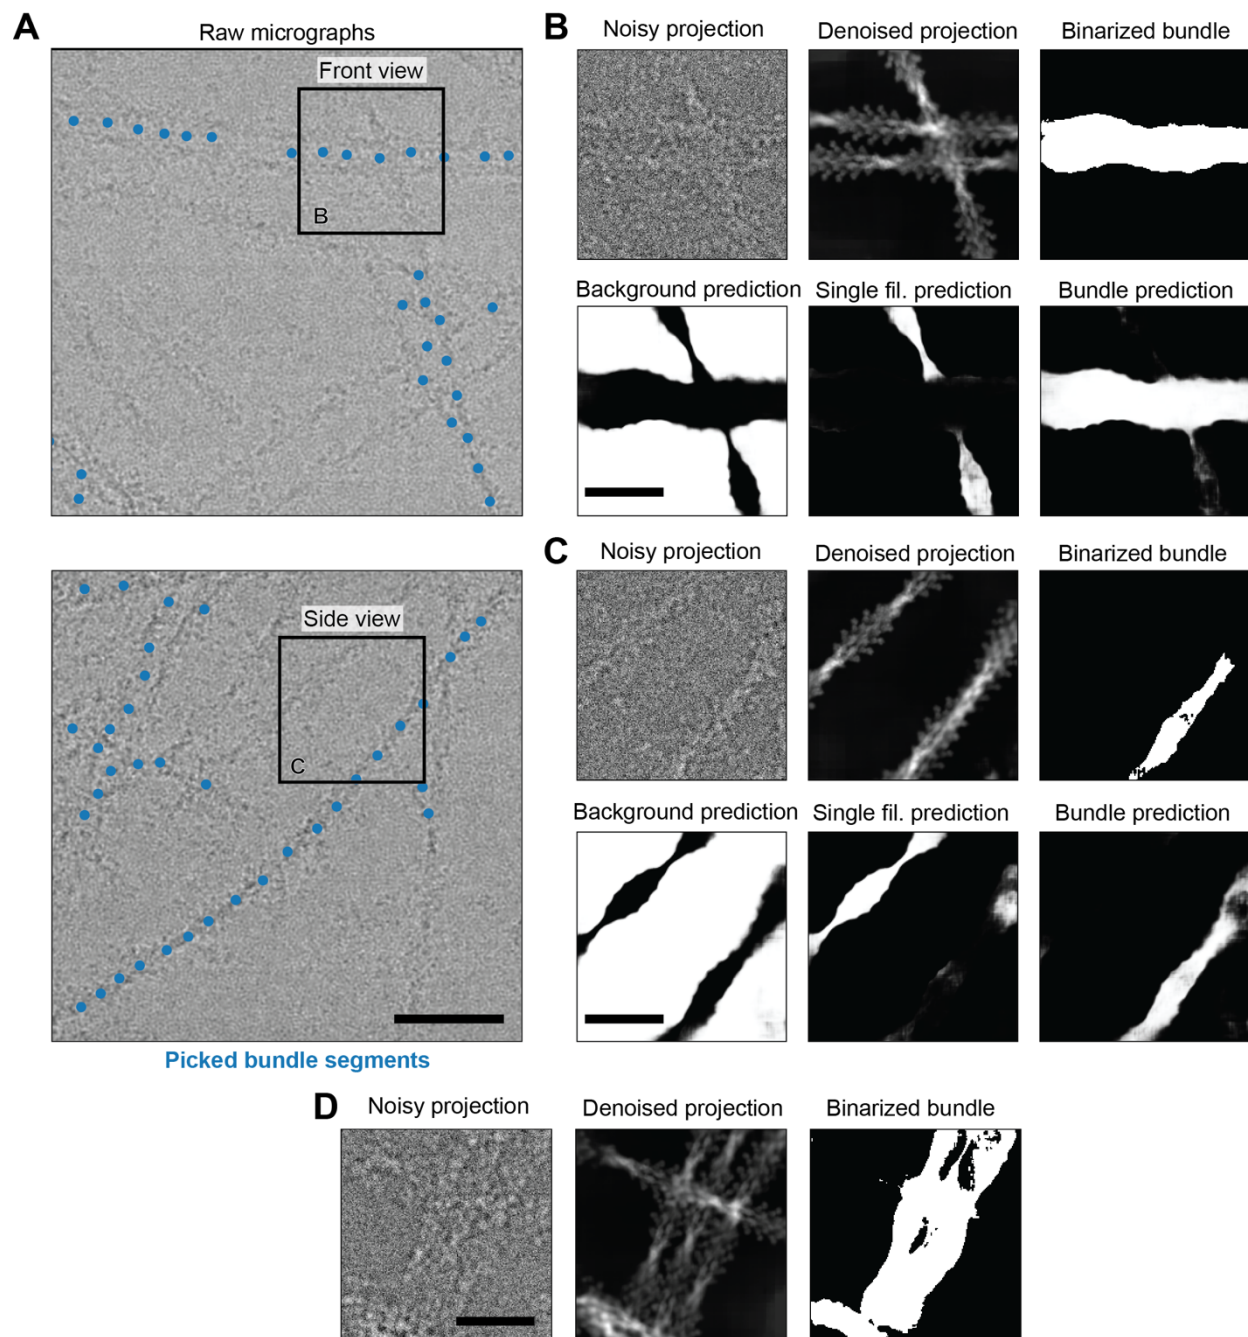 A
Raw micrographs
Front view
B
Side view
C
Picked bundle segments
B
Noisy projection
Denoised projection
Binarized bundle
Background prediction
Single fil. prediction
Bundle prediction
C
Noisy projection
Denoised projection
Binarized bundle
Background prediction
Single fil. prediction
Bundle prediction
D
Noisy projection
Denoised projection
Binarized bundle